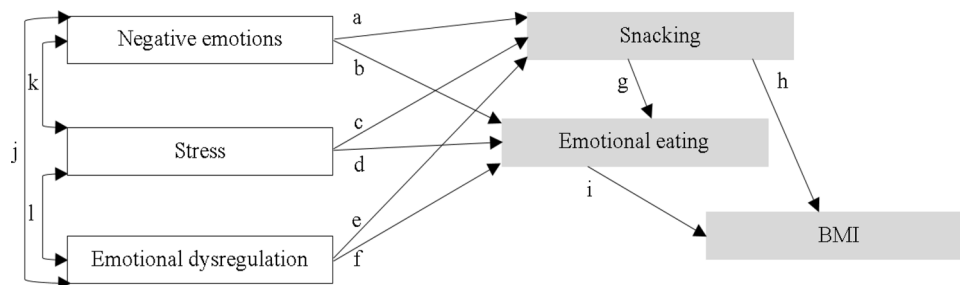 a
Negative emotions
Snacking
b
k
g
h
c
Emotional eating
j
Stress
d
i
l
e
BMI
Emotional dysregulation
f